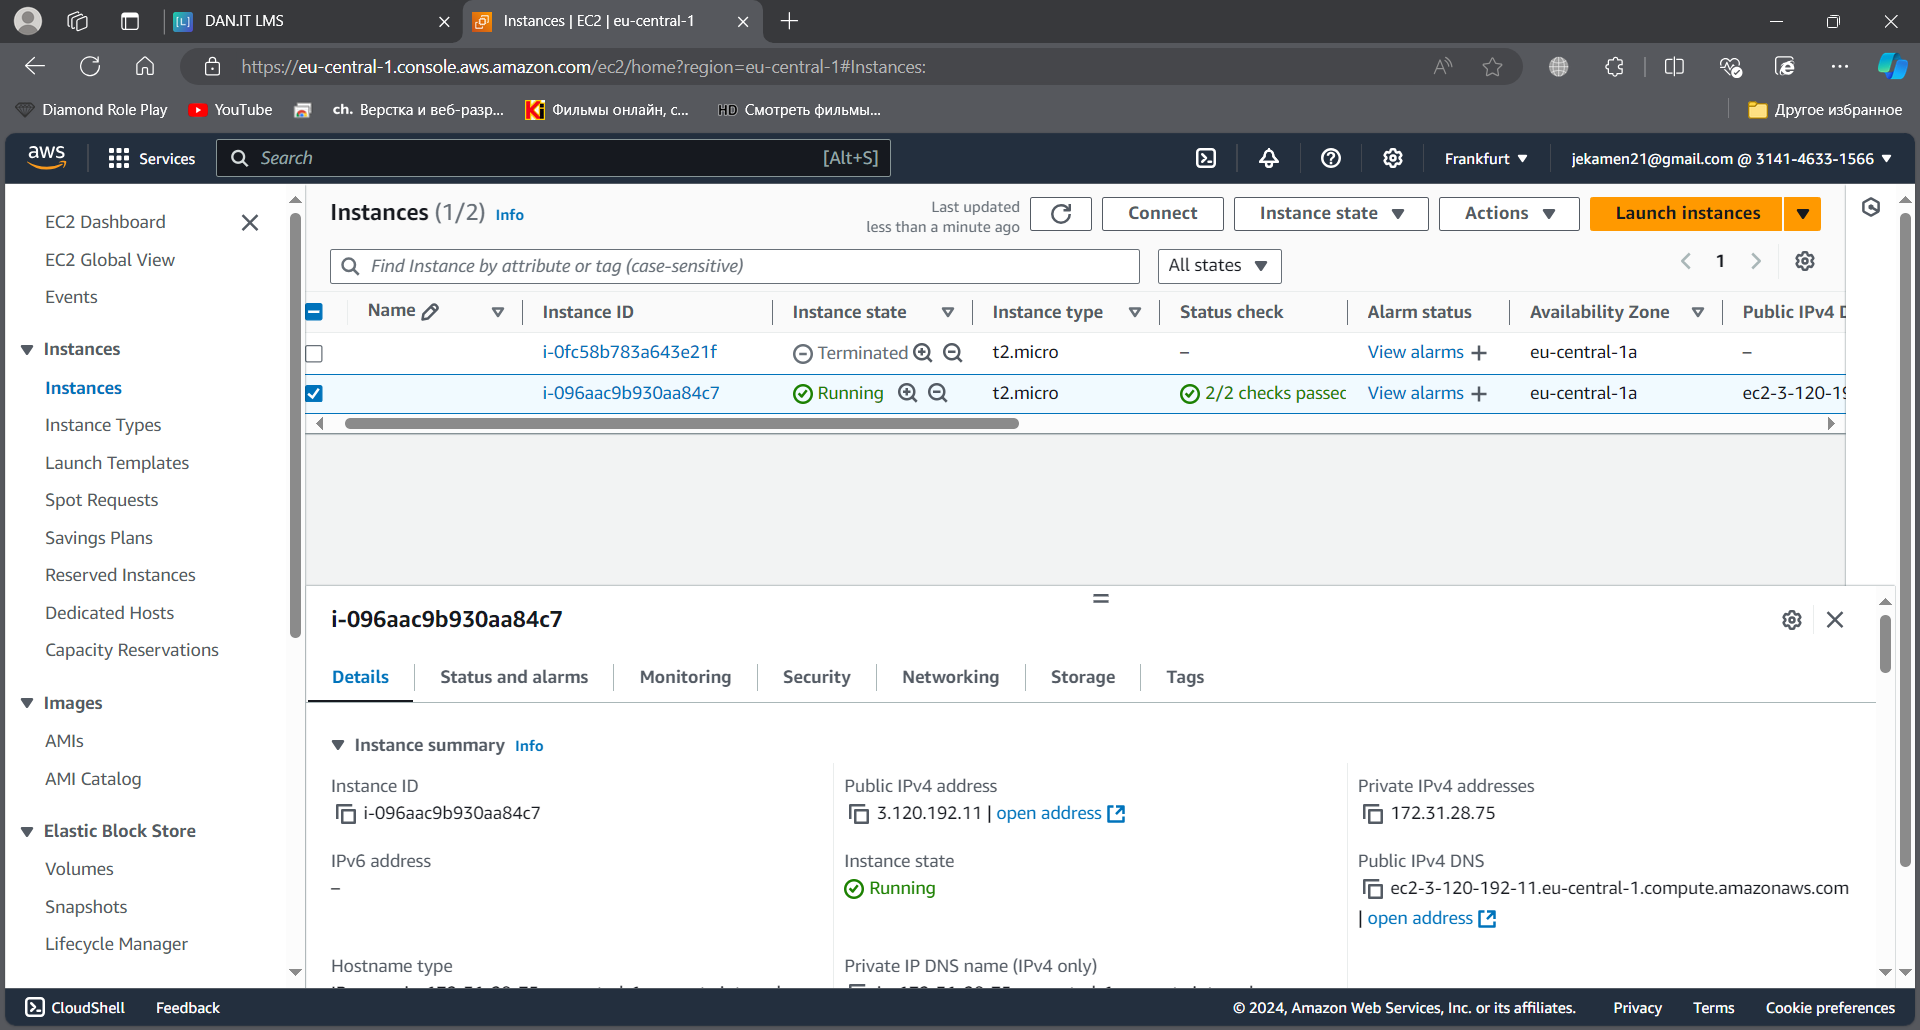 DAN.IT LMS
Instances | EC2 | eu-central-1
https://eu-central-1.console.aws.amazon.com/ec2/home?region=eu-central-1#Instances:
Diamond Role Play
YouTube
ch. Верстка и веб-разр...
Фильмы онлайн, с...
HD Смотреть фильмы...
Другое избранное
aws
Services
Search
[Alt+S]
Frankfurt
jekamen21@gmail.com @ 3141-4633-1566
EC2 Dashboard
EC2 Global View
Events
Instances
Instances
Instance Types
Launch Templates
Spot Requests
Savings Plans
Reserved Instances
Dedicated Hosts
Capacity Reservations
Images
AMIs
AMI Catalog
Elastic Block Store
Volumes
Snapshots
Lifecycle Manager
Instances (1/2) Info
Last updated
less than a minute ago
Connect
Instance state
Actions
Launch instances
Find Instance by attribute or tag (case-sensitive)
All states
1
Name Instance ID Instance state Instance type Status check Alarm status Availability Zone Public IPv4 D
i-0fc58b783a643e21f Terminated t2.micro – View alarms + eu-central-1a –
i-096aac9b930aa84c7 Running t2.micro 2/2 checks passec View alarms + eu-central-1a ec2-3-120-19
i-096aac9b930aa84c7
Details Status and alarms Monitoring Security Networking Storage Tags
Instance summary Info
Instance ID
i-096aac9b930aa84c7
Public IPv4 address
3.120.192.11 | open address
Private IPv4 addresses
172.31.28.75
IPv6 address
–
Instance state
Running
Public IPv4 DNS
ec2-3-120-192-11.eu-central-1.compute.amazonaws.com
| open address
Hostname type
Private IP DNS name (IPv4 only)
CloudShell
Feedback
© 2024, Amazon Web Services, Inc. or its affiliates.
Privacy
Terms
Cookie preferences